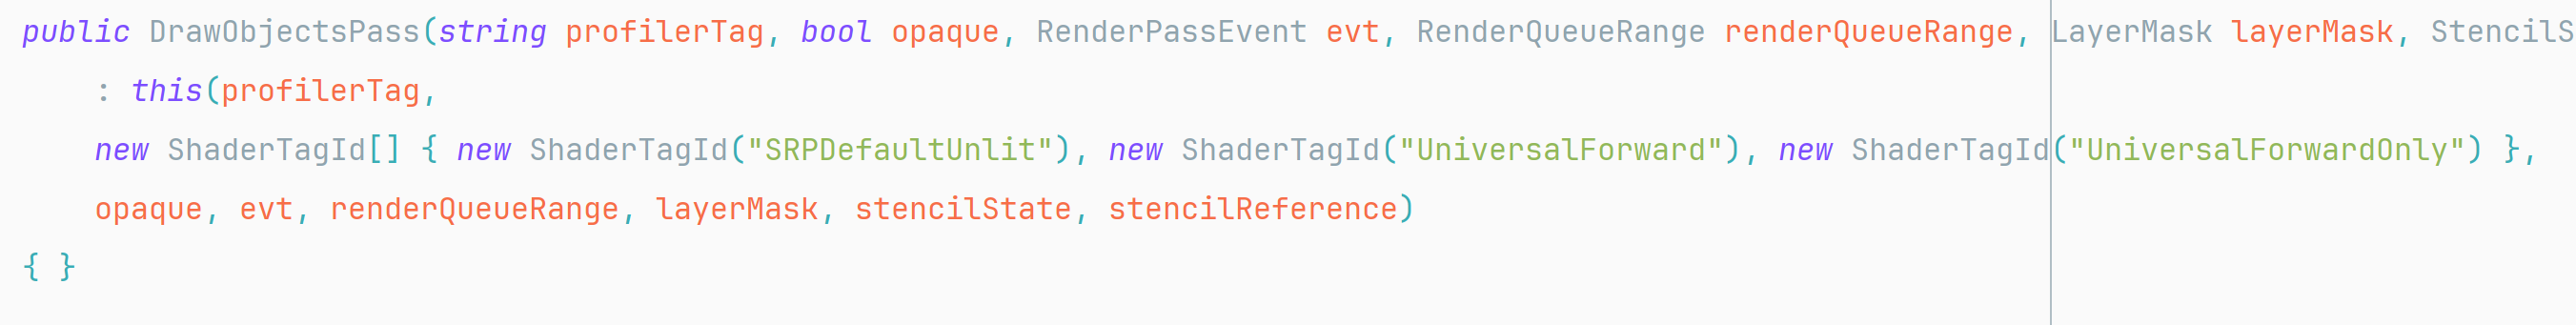 public DrawObjectsPass(string profilerTag, bool opaque, RenderPassEvent evt, RenderQueueRange renderQueueRange, LayerMask layerMask, StencilS
: this(profilerTag,
new ShaderTagId[] { new ShaderTagId("SRPDefaultUnlit"), new ShaderTagId("UniversalForward"), new ShaderTagId("UniversalForwardOnly") },
opaque, evt, renderQueueRange, layerMask, stencilState, stencilReference)
{ }